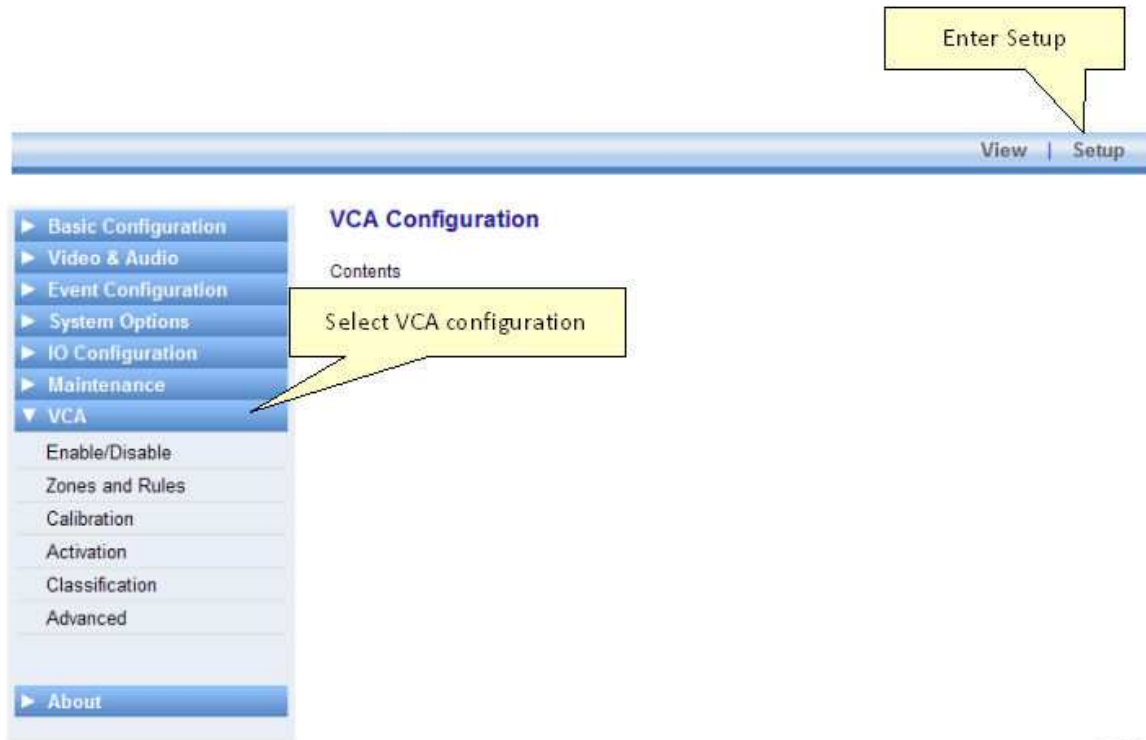 Enter Setup
View | Setup
Basic Configuration
Video & Audio
Event Configuration
System Options
IO Configuration
Maintenance
VCA
Enable/Disable
Zones and Rules
Calibration
Activation
Classification
Advanced
About
VCA Configuration
Contents
Select VCA configuration